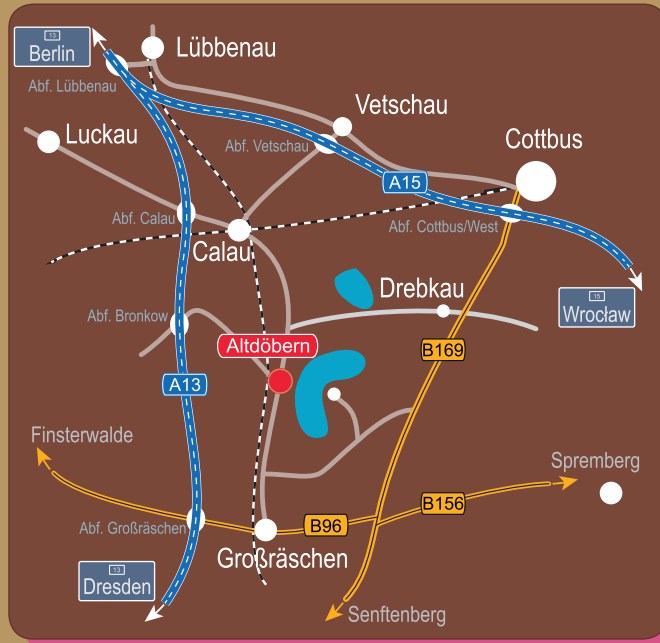 13
Berlin
Lübbenau
Abf. Lübbenau
Vetschau
Luckau
Cottbus
Abf. Vetschau
A15
Abf. Calau
Abf. Cottbus/West
Calau
Drebkau
15
Wrocław
Abf. Bronkow
Altdöbern
B169
A13
Finsterwalde
Spremberg
B156
Abf. Großräschen
B96
Großräschen
13
Dresden
Senftenberg